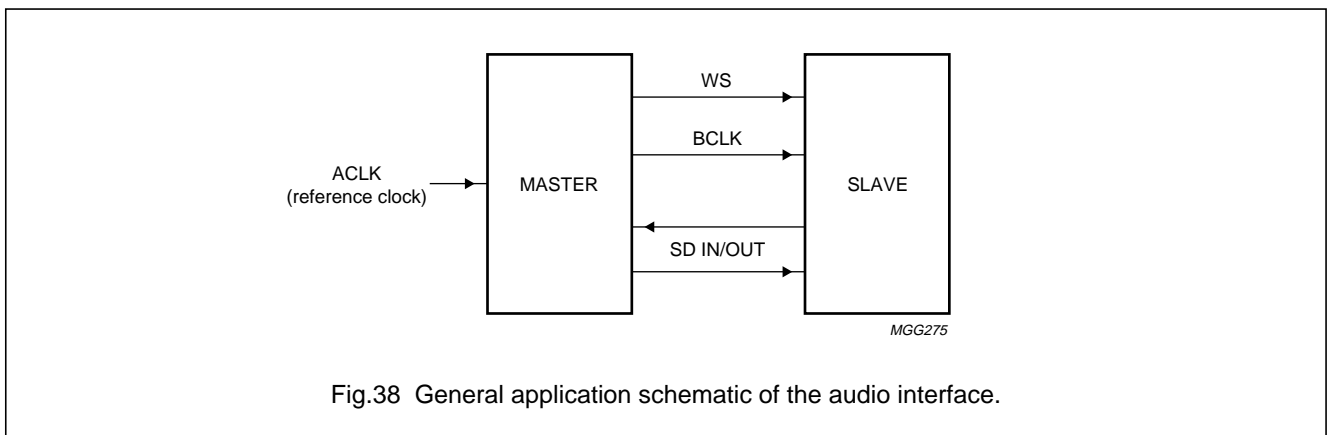 WS
BCLK
ACLK
(reference clock)
MASTER
SLAVE
SD IN/OUT
MGG275
Fig.38 General application schematic of the audio interface.